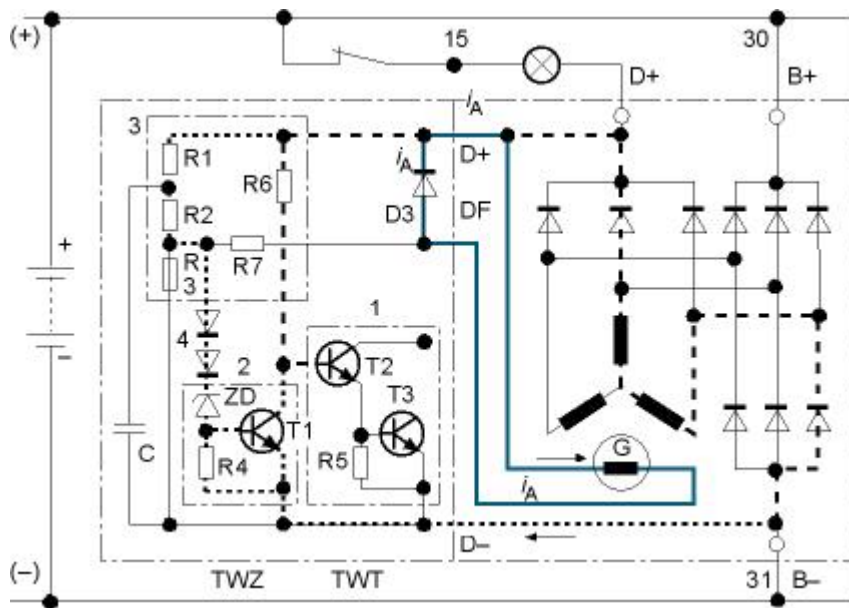 (+)
15
30
D+
B+
iA
3
R1
iA
D+
R6
R2
D3
DF
+
R
R7
3
–
1
4
2
T2
ZD
T3
T1
G
C
R4
R5
iA
D–
(–)
TWZ
TWT
31
B–